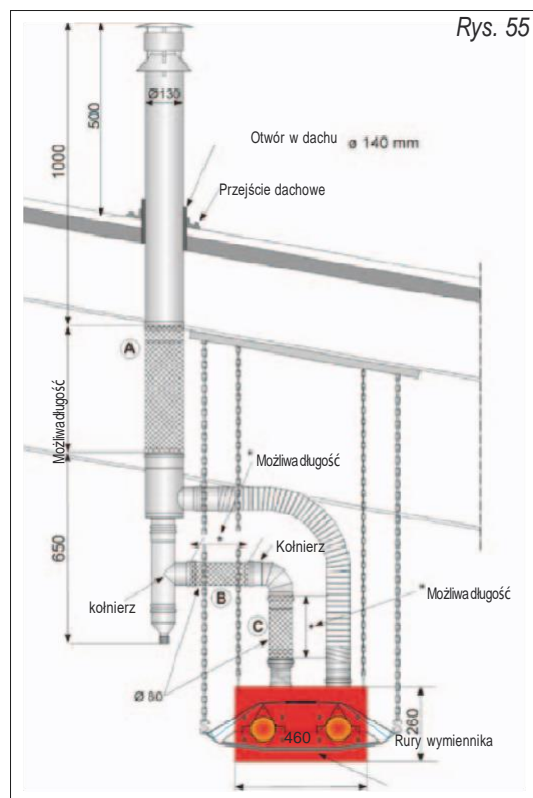 Rys. 55
Ø130
500
1000
Otwór w dachu ø 140 mm
Przejście dachowe
A
Możliwa długość
* Możliwa długość
*
Kołnierz
650
kołnierz
B
C
* Możliwa długość
Ø 80
460
260
Rury wymiennika